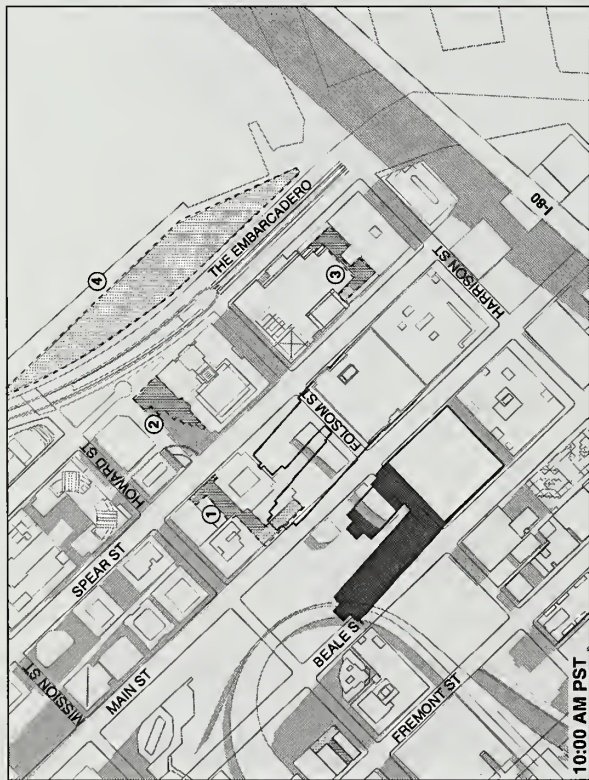 4
THE EMBARCADERO
3
I-80
HARRISON ST
2
HOWARD ST
FOLSOM ST
1
SPEAR ST
MISSION ST
MAIN ST
BEALE S
FREMONT ST
10:00 AM PST